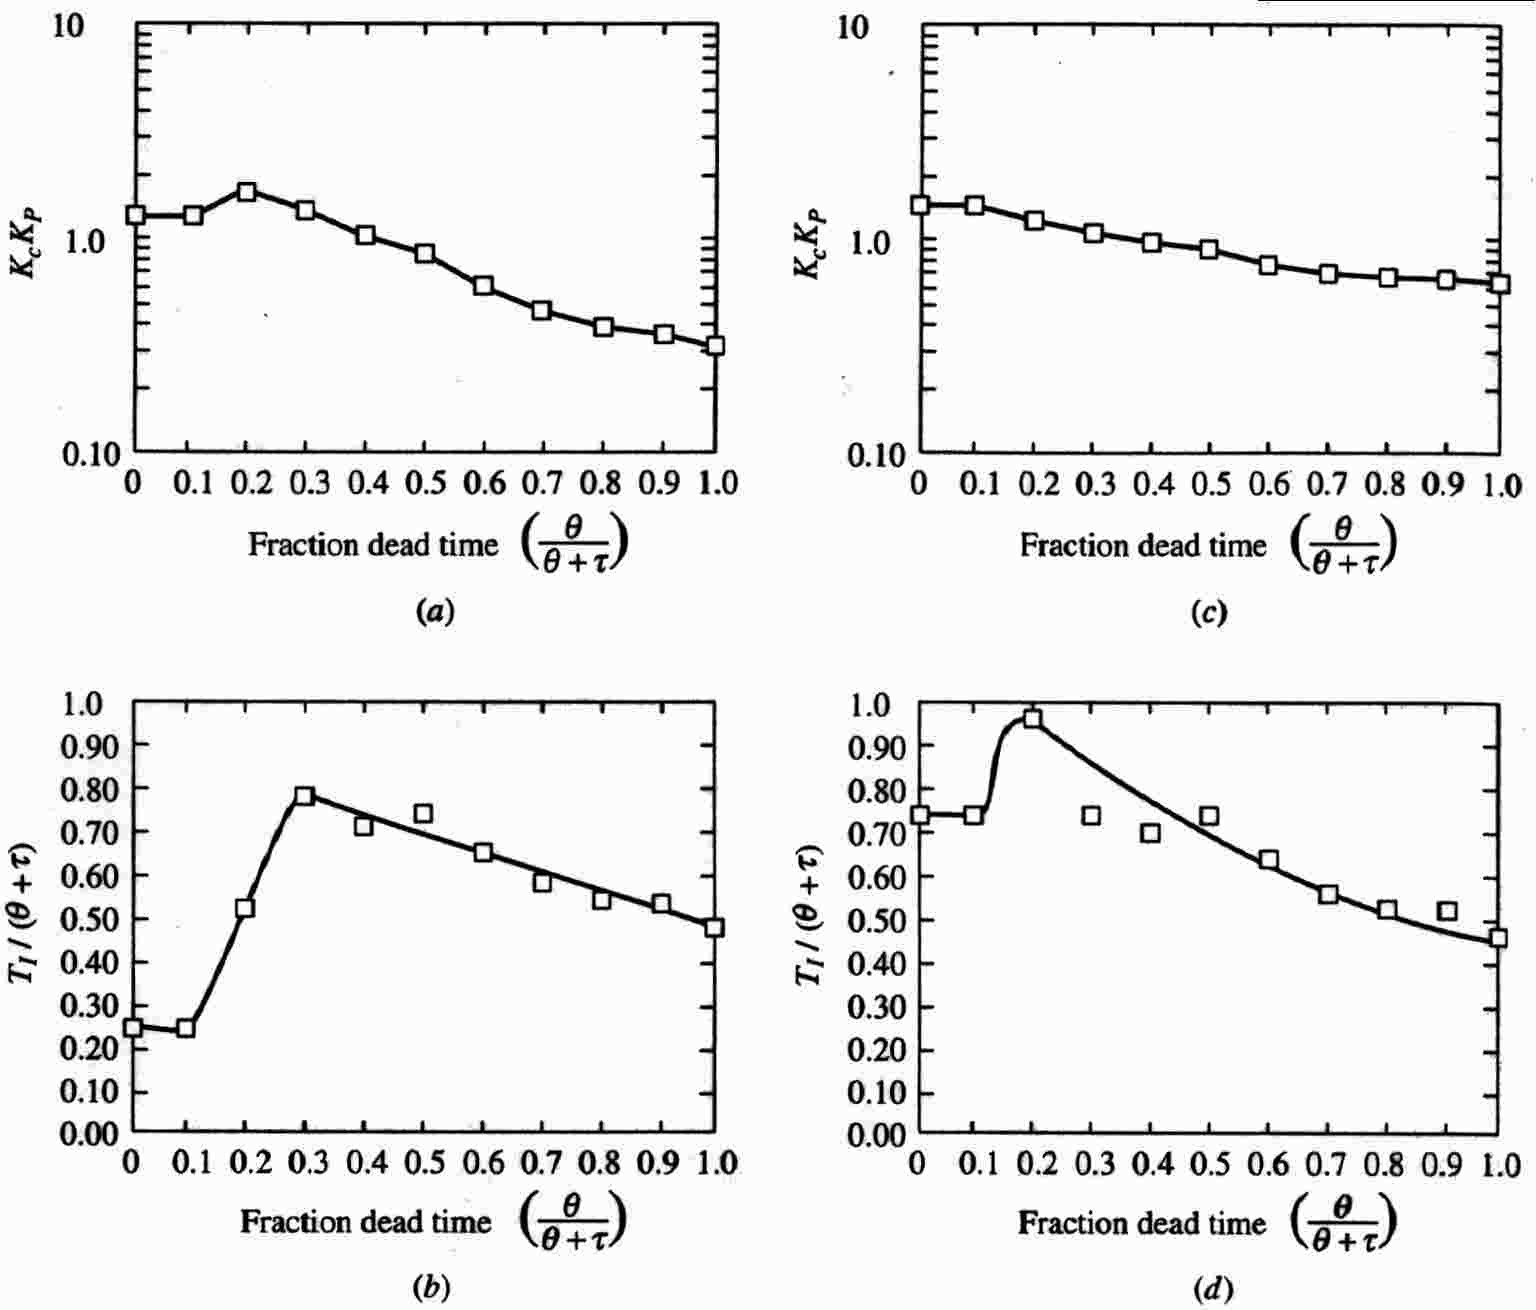 10
1.0
0.10
K_c K_P
0 0.1 0.2 0.3 0.4 0.5 0.6 0.7 0.8 0.9 1.0
Fraction dead time (θ / θ + τ)
(a)
10
1.0
0.10
K_c K_P
0 0.1 0.2 0.3 0.4 0.5 0.6 0.7 0.8 0.9 1.0
Fraction dead time (θ / θ + τ)
(c)
1.0
0.90
0.80
0.70
0.60
0.50
0.40
0.30
0.20
0.10
0.00
T_I / (θ + τ)
0 0.1 0.2 0.3 0.4 0.5 0.6 0.7 0.8 0.9 1.0
Fraction dead time (θ / θ + τ)
(b)
1.0
0.90
0.80
0.70
0.60
0.50
0.40
0.30
0.20
0.10
0.00
T_I / (θ + τ)
0 0.1 0.2 0.3 0.4 0.5 0.6 0.7 0.8 0.9 1.0
Fraction dead time (θ / θ + τ)
(d)